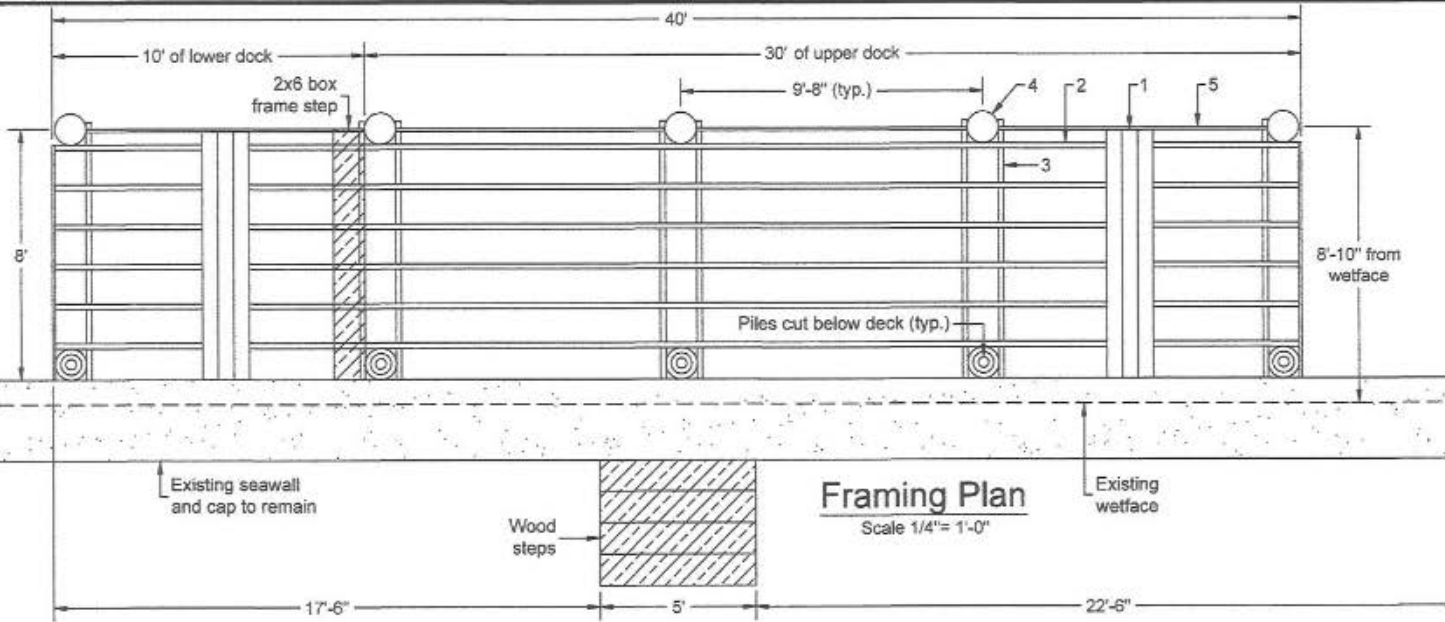 40'
10' of lower dock
30' of upper dock
2x6 box
frame step
9'-8" (typ.)
4
2
1
5
3
8'
8'-10" from
wetface
Piles cut below deck (typ.)
Existing seawall
and cap to remain
Wood
steps
Framing Plan
Scale 1/4"= 1'-0"
Existing
wetface
17'-6"
5'
22'-6"